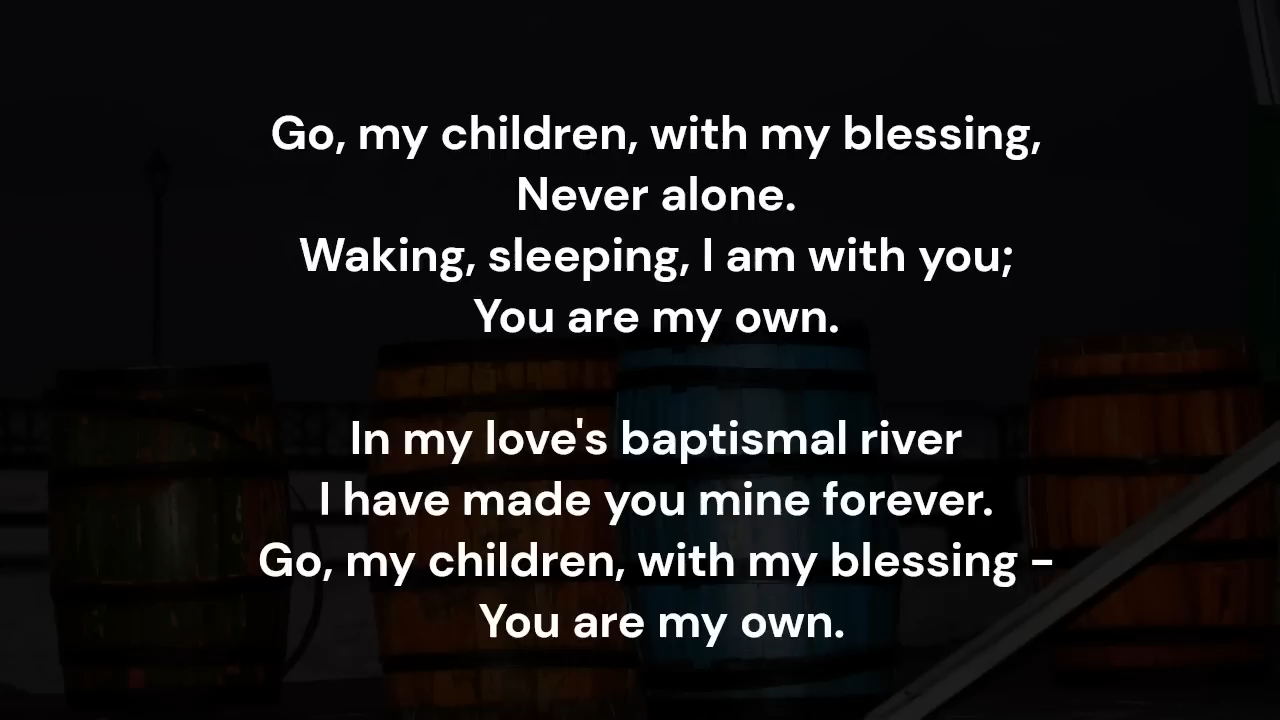 Go, my children, with my blessing,
Never alone.
Waking, sleeping, I am with you;
You are my own.
In my love's baptismal river
I have made you mine forever.
Go, my children, with my blessing –
You are my own.